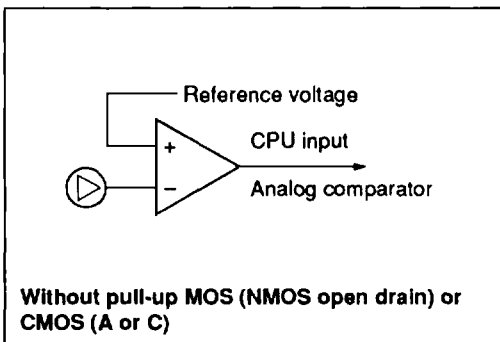 Reference voltage
+
CPU input
−
Analog comparator
Without pull-up MOS (NMOS open drain) or
CMOS (A or C)